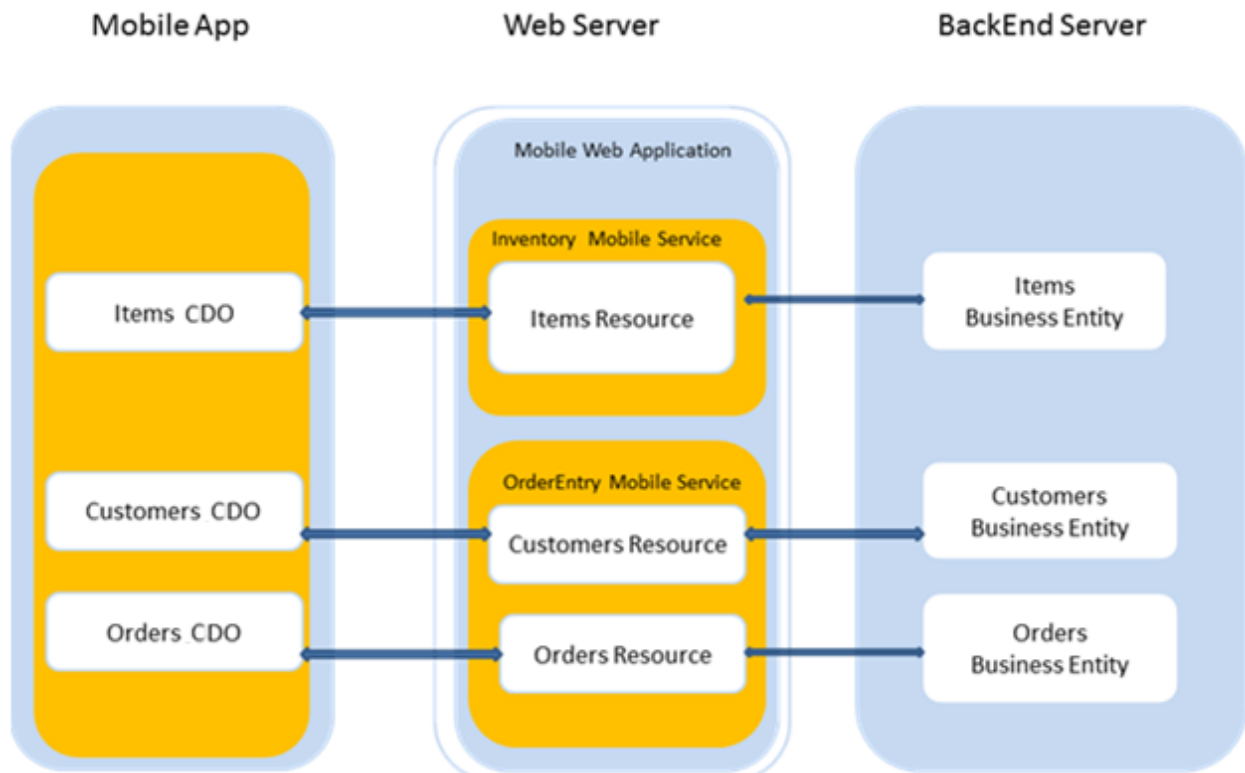 Mobile App
Web Server
BackEnd Server
Mobile Web Application
Inventory Mobile Service
Items CDO
Items Resource
Items
Business Entity
OrderEntry Mobile Service
Customers CDO
Customers Resource
Customers
Business Entity
Orders CDO
Orders Resource
Orders
Business Entity